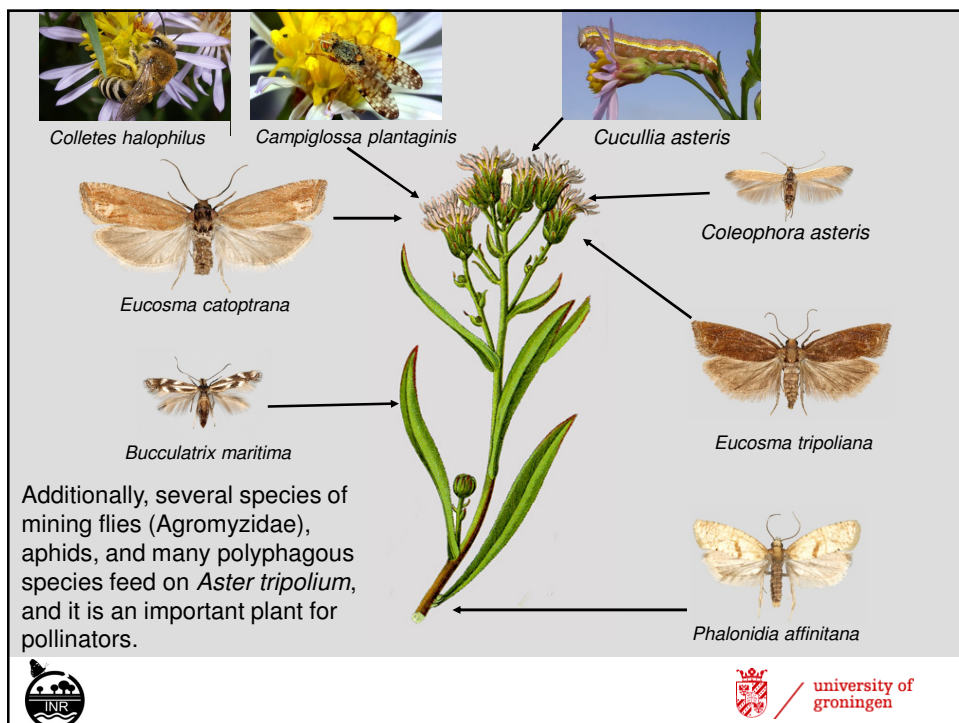 Colletes halophilus
Campiglossa plantaginis
Cucullia asteris
Coleophora asteris
Eucosma catoptrana
Bucculatrix maritima
Eucosma tripoliana
Additionally, several species of
mining flies (Agromyzidae),
aphids, and many polyphagous
species feed on Aster tripolium,
and it is an important plant for
pollinators.
Phalonidia affinitana
INR
university of
groningen